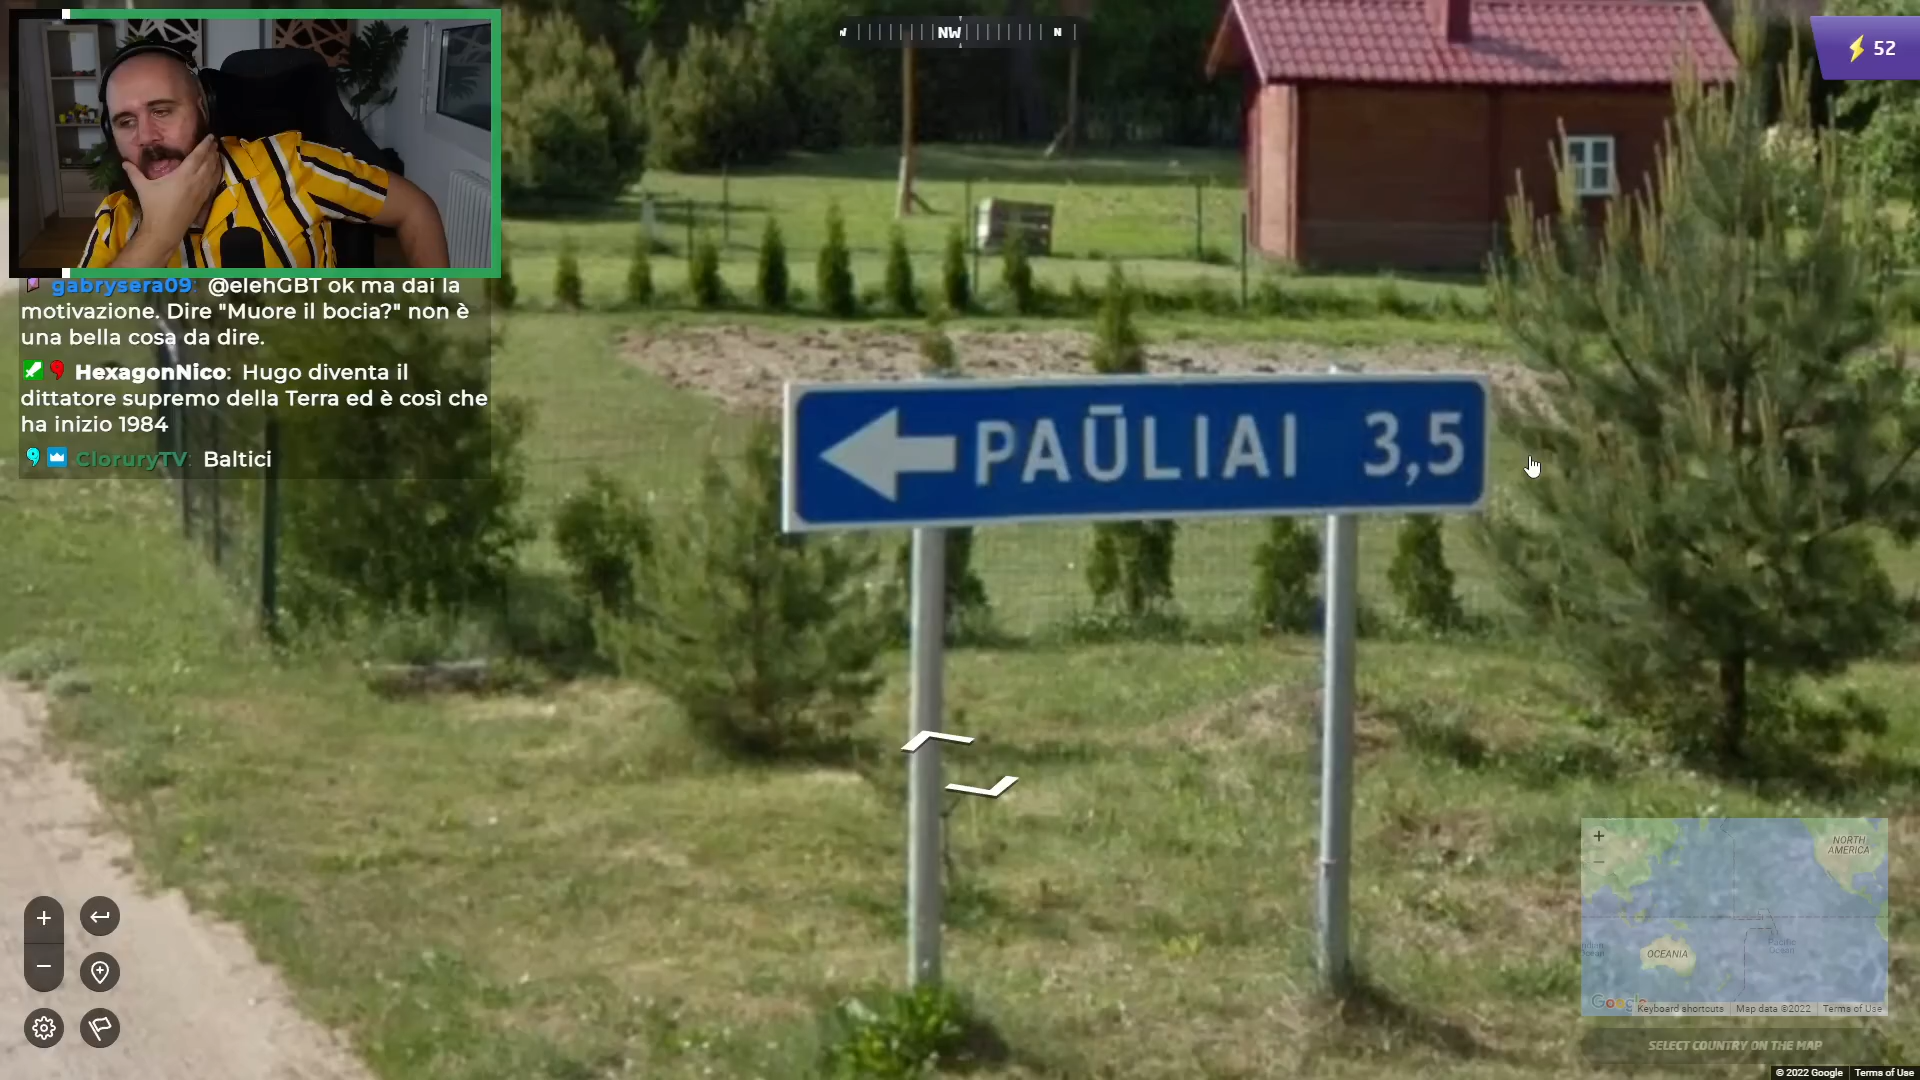 NW
N
52
gabrysera09: @elehGBT ok ma dai la
motivazione. Dire "Muore il bocia?" non è
una bella cosa da dire.
HexagonNico: Hugo diventa il
dittatore supremo della Terra ed è così che
ha inizio 1984
CloruryTV: Baltici
PAŪLIAI 3,5
NORTH
AMERICA
OCEANIA
Pacific
Ocean
Google
Keyboard shortcuts Map data ©2022 Terms of Use
SELECT COUNTRY ON THE MAP
© 2022 Google Terms of Use